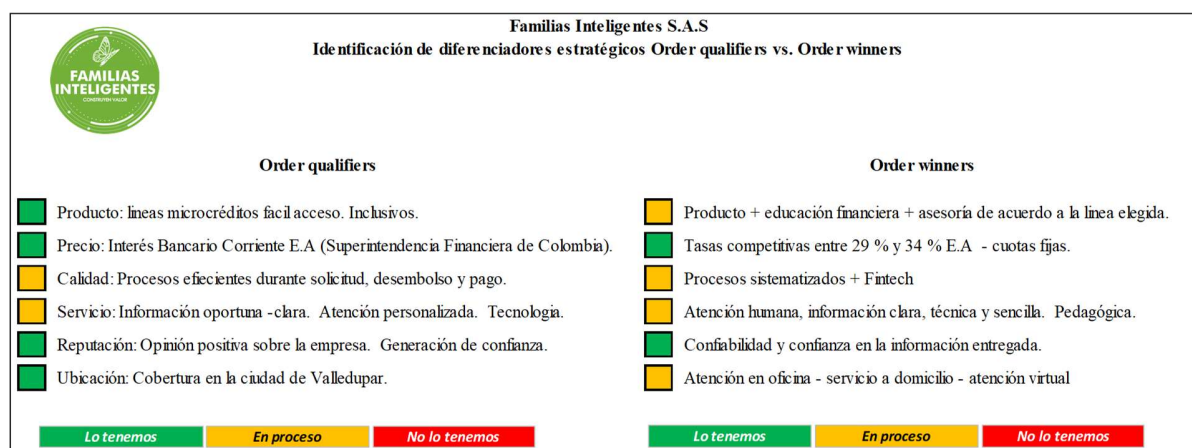 Familias Inteligentes S.A.S
Identificación de diferenciadores estratégicos Order qualifiers vs. Order winners
FAMILIAS
INTELIGENTES
CONSTRUYEN VALOR
Order qualifiers
Producto: lineas microcréditos facil acceso. Inclusivos.
Precio: Interés Bancario Corriente E.A (Superintendencia Financiera de Colombia).
Calidad: Procesos efiecientes durante solicitud, desembolso y pago.
Servicio: Información oportuna -clara. Atención personalizada. Tecnologia.
Reputación: Opinión positiva sobre la empresa. Generación de confianza.
Ubicación: Cobertura en la ciudad de Valledupar.
Lo tenemos En proceso No lo tenemos
Order winners
Producto + educación financiera + asesoría de acuerdo a la linea elegida.
Tasas competitivas entre 29 % y 34 % E.A - cuotas fijas.
Procesos sistematizados + Fintech
Atención humana, información clara, técnica y sencilla. Pedagógica.
Confiabilidad y confianza en la información entregada.
Atención en oficina - servicio a domicilio - atención virtual
Lo tenemos En proceso No lo tenemos